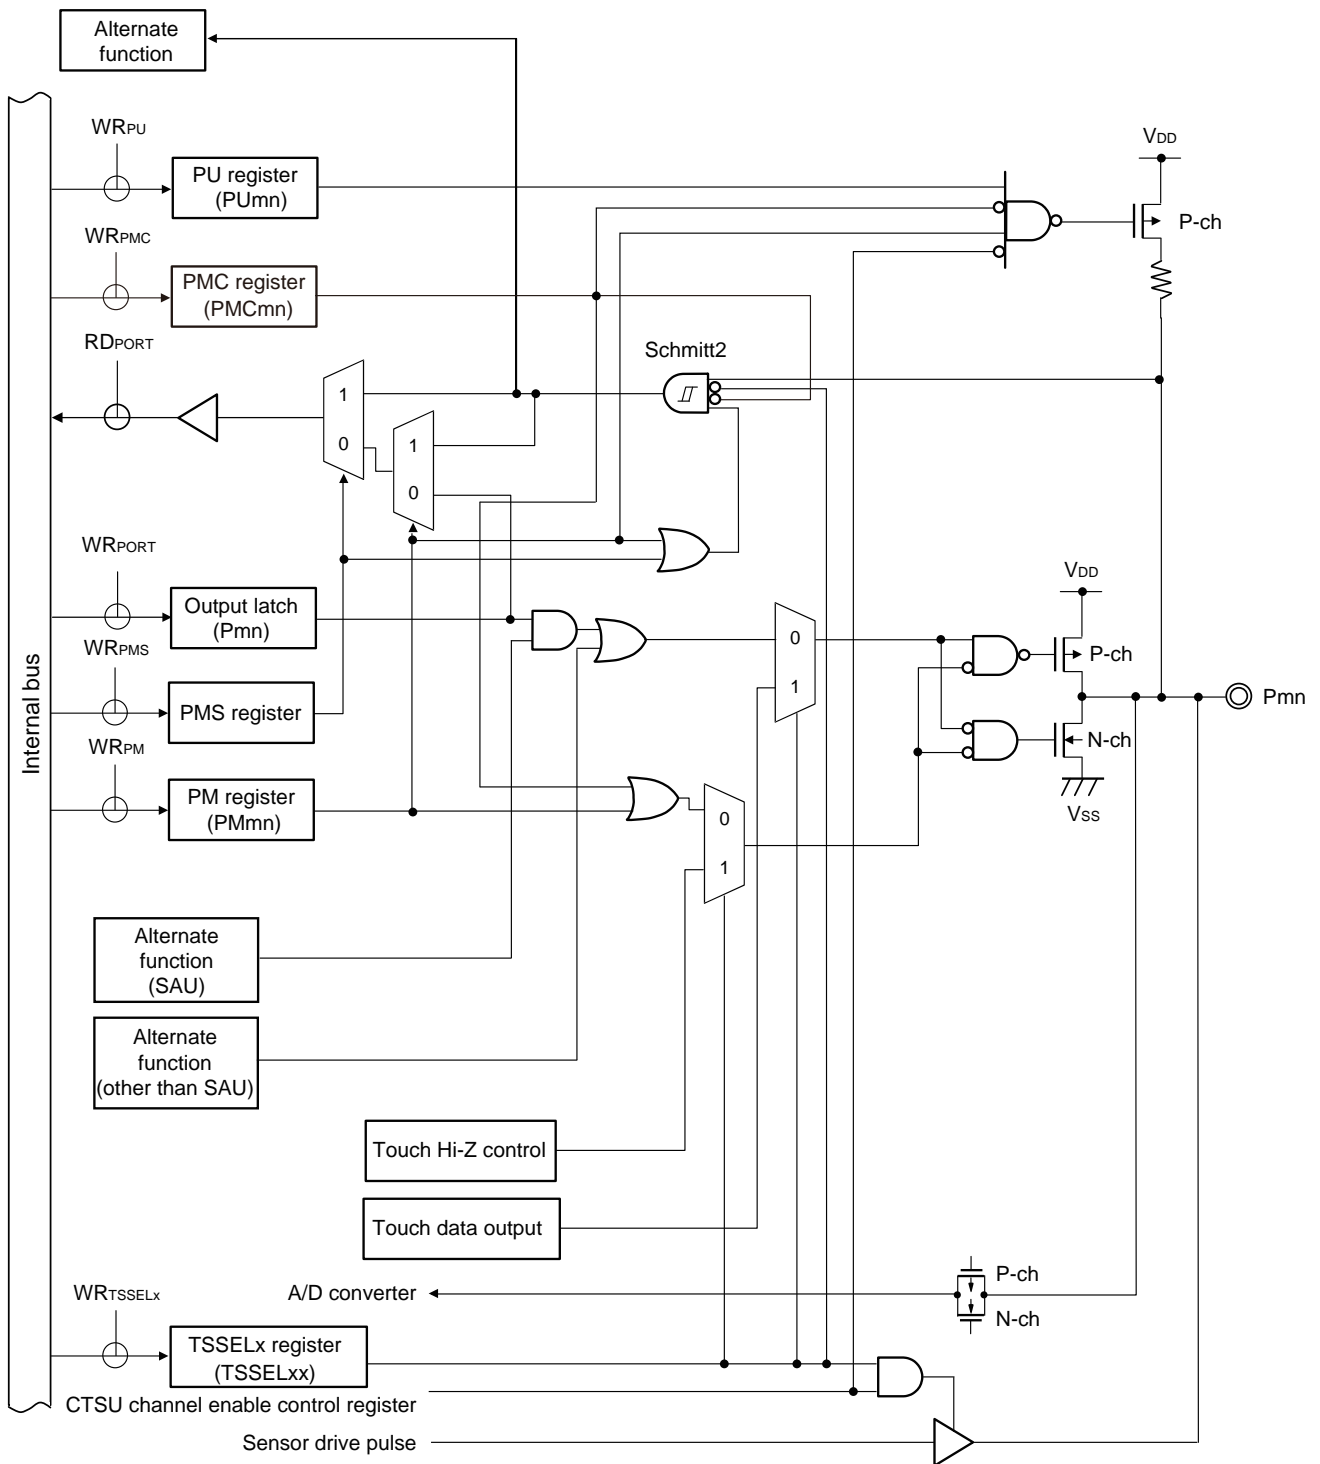 Alternate
function
WRPU
PU register
(PUmn)
VDD
P-ch
WRPMC
PMC register
(PMCmn)
RDPORT
Schmitt2
1
0
1
0
WRPORT
Output latch
(Pmn)
VDD
P-ch
0
1
WRPMS
PMS register
Pmn
N-ch
VSS
WRPM
PM register
(PMmn)
0
1
Internal bus
Alternate
function
(SAU)
Alternate
function
(other than SAU)
Touch Hi-Z control
Touch data output
WRTSSELx
A/D converter
P-ch
N-ch
TSSELx register
(TSSELxx)
CTSU channel enable control register
Sensor drive pulse